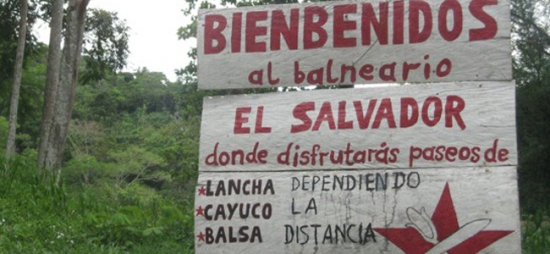 BIENBENIDOS
al balneario
EL SALVADOR
donde disfrutarás paseos de
LANCHA DEPENDIENDO
CAYUCO LA
BALSA DISTANCIA